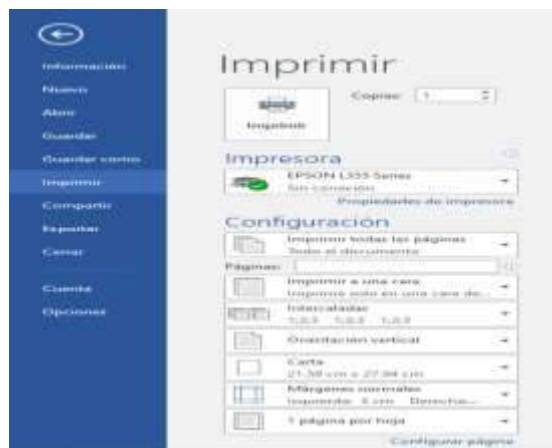 Información
Nuevo
Abrir
Guardar
Guardar como
Imprimir
Compartir
Exportar
Cerrar
Cuenta
Opciones
Imprimir
Copias: 1
Imprimir
Impresora
EPSON L355 Series
Sin conexión
Propiedades de impresora
Configuración
Imprimir todas las páginas
Todo el documento
Páginas:
Imprimir a una cara
Imprima solo en una cara de...
Intercaladas
1;2;3 1;2;3 1;2;3
Orientación vertical
Carta
21.59 cm x 27.94 cm
Márgenes normales
Izquierda: 3 cm Derecha:...
1 página por hoja
Configurar página